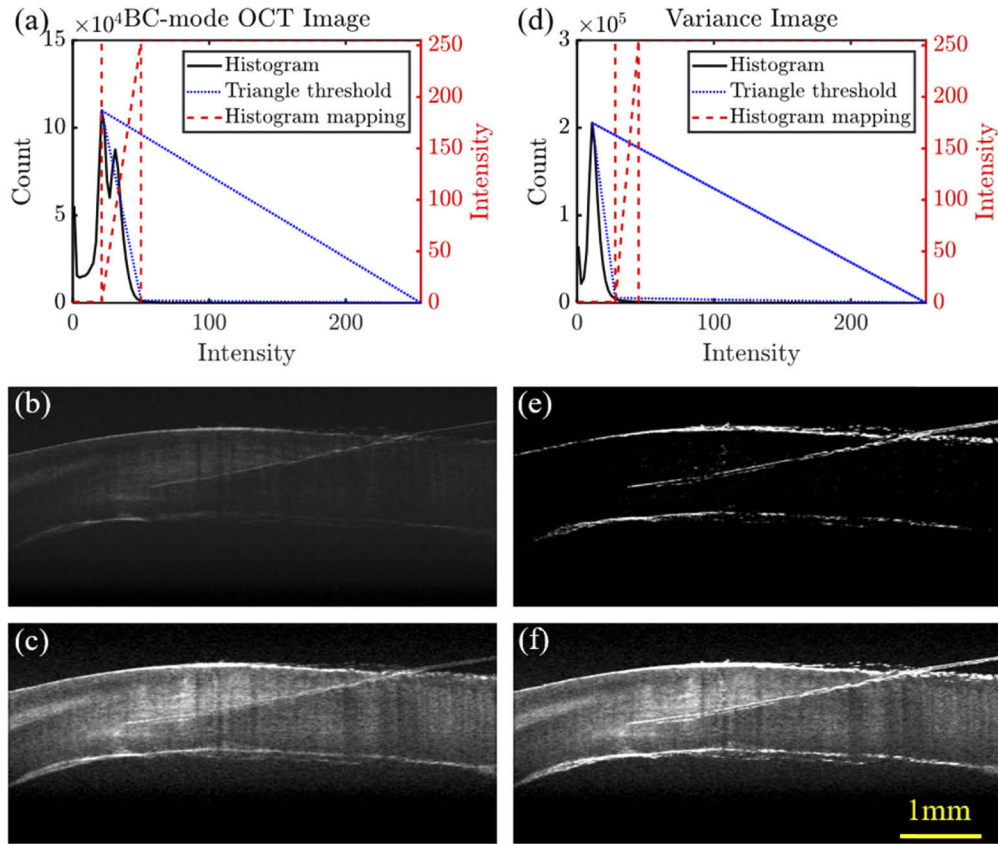 (a) ×10⁴ BC-mode OCT Image
15
10
5
0
Count
0 100 200
Intensity
250
200
150
100
50
0
Histogram
Triangle threshold
Histogram mapping
(d) ×10⁵ Variance Image
3
2
1
0
Count
0 100 200
Intensity
250
200
150
100
50
0
Intensity
Histogram
Triangle threshold
Histogram mapping
(b)
(e)
(c)
(f)
1mm